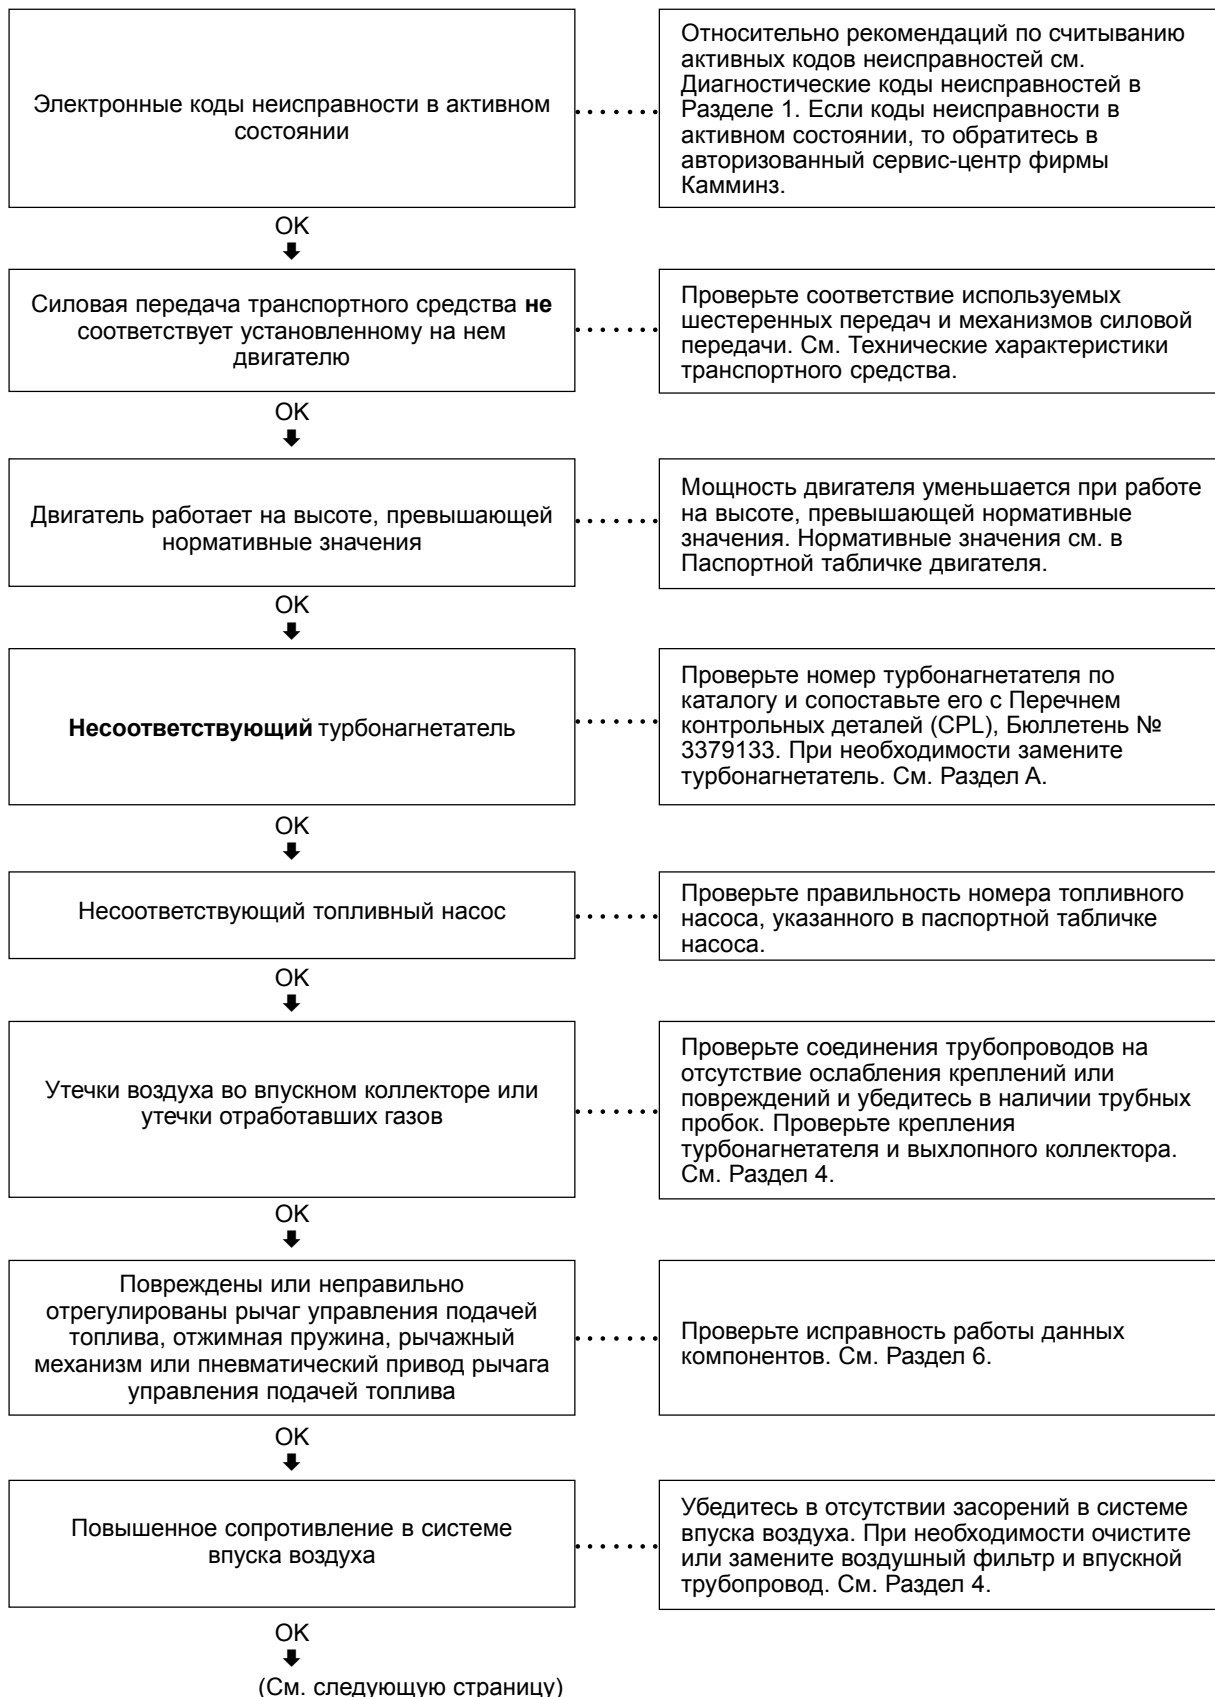 Электронные коды неисправности в активном
состоянии
Относительно рекомендаций по считыванию
активных кодов неисправностей см.
Диагностические коды неисправностей в
Разделе 1. Если коды неисправности в
активном состоянии, то обратитесь в
авторизованный сервис-центр фирмы
Камминз.
OK
Силовая передача транспортного средства не
соответствует установленному на нем
двигателю
Проверьте соответствие используемых
шестеренных передач и механизмов силовой
передачи. См. Технические характеристики
транспортного средства.
OK
Двигатель работает на высоте, превышающей
нормативные значения
Мощность двигателя уменьшается при работе
на высоте, превышающей нормативные
значения. Нормативные значения см. в
Паспортной табличке двигателя.
OK
Несоответствующий турбонагнетатель
Проверьте номер турбонагнетателя по
каталогу и сопоставьте его с Перечнем
контрольных деталей (CPL), Бюллетень №
3379133. При необходимости замените
турбонагнетатель. См. Раздел А.
OK
Несоответствующий топливный насос
Проверьте правильность номера топливного
насоса, указанного в паспортной табличке
насоса.
OK
Утечки воздуха во впускном коллекторе или
утечки отработавших газов
Проверьте соединения трубопроводов на
отсутствие ослабления креплений или
повреждений и убедитесь в наличии трубных
пробок. Проверьте крепления
турбонагнетателя и выхлопного коллектора.
См. Раздел 4.
OK
Повреждены или неправильно
отрегулированы рычаг управления подачей
топлива, отжимная пружина, рычажный
механизм или пневматический привод рычага
управления подачей топлива
Проверьте исправность работы данных
компонентов. См. Раздел 6.
OK
Повышенное сопротивление в системе
впуска воздуха
Убедитесь в отсутствии засорений в системе
впуска воздуха. При необходимости очистите
или замените воздушный фильтр и впускной
трубопровод. См. Раздел 4.
OK
(См. следующую страницу)